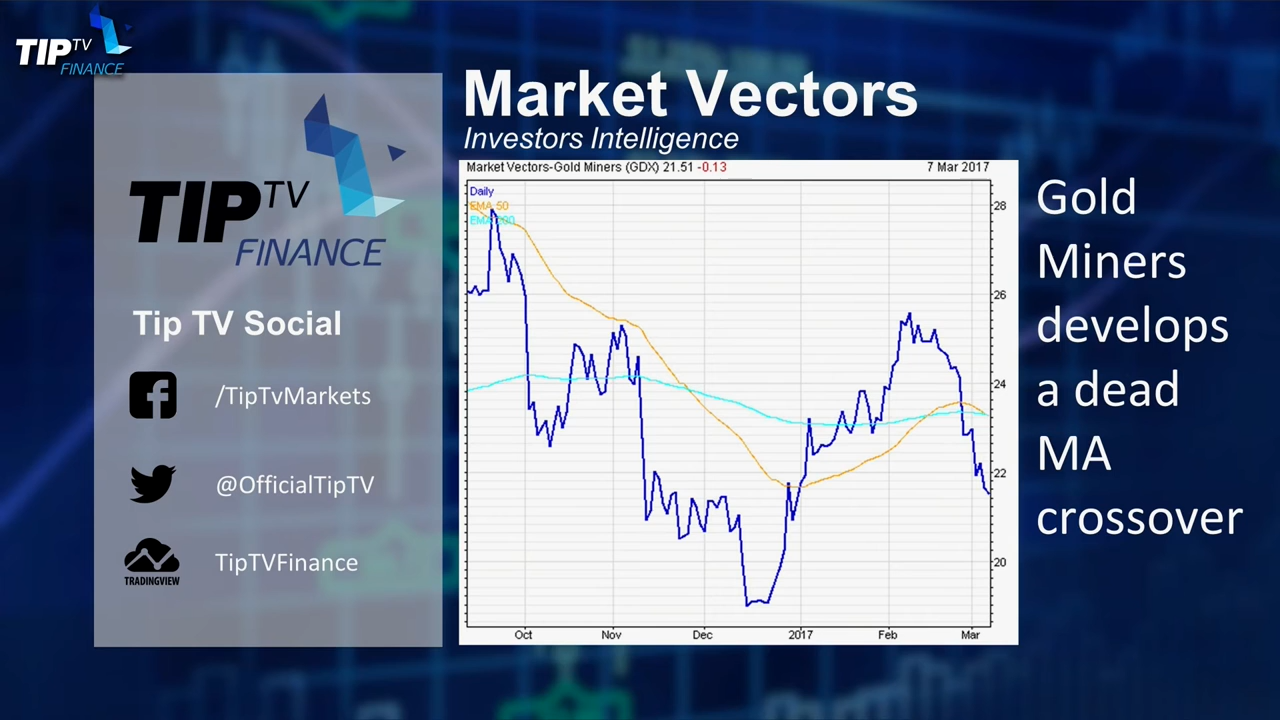 TIP TV
FINANCE
TIP TV
FINANCE
Tip TV Social
/TipTvMarkets
@OfficialTipTV
TRADINGVIEW
TipTVFinance
Market Vectors
Investors Intelligence
Market Vectors-Gold Miners (GDX) 21.51 -0.13 7 Mar 2017
Daily
EMA 50
EMA
28
26
24
22
20
Oct Nov Dec 2017 Feb Mar
Gold
Miners
develops
a dead
MA
crossover